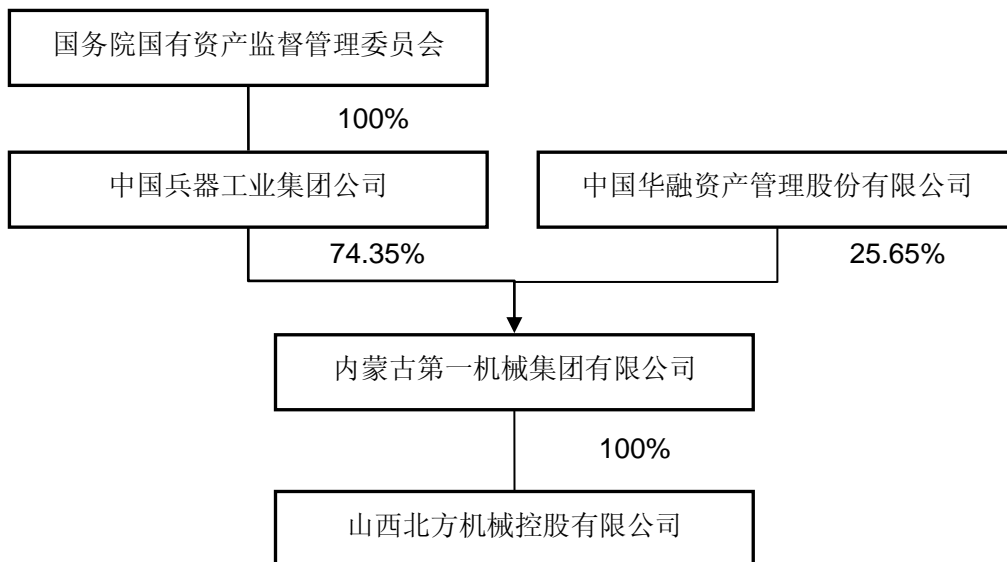 国务院国有资产监督管理委员会
100%
中国兵器工业集团公司
中国华融资产管理股份有限公司
74.35%
25.65%
内蒙古第一机械集团有限公司
100%
山西北方机械控股有限公司